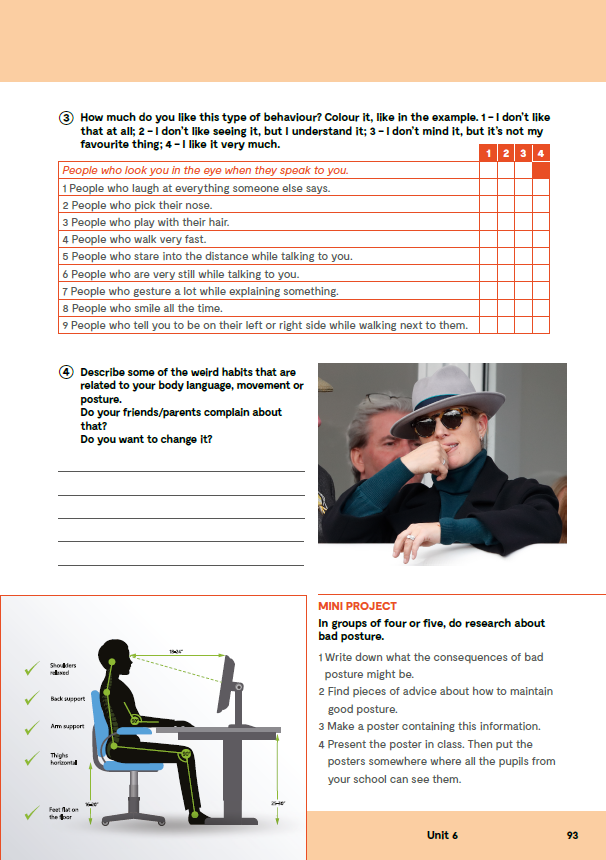 3 How much do you like this type of behaviour? Colour it, like in the example. 1 – I don't like
that at all; 2 – I don't like seeing it, but I understand it; 3 – I don't mind it, but it's not my
favourite thing; 4 – I like it very much.
1 2 3 4
People who look you in the eye when they speak to you.
1 People who laugh at everything someone else says.
2 People who pick their nose.
3 People who play with their hair.
4 People who walk very fast.
5 People who stare into the distance while talking to you.
6 People who are very still while talking to you.
7 People who gesture a lot while explaining something.
8 People who smile all the time.
9 People who tell you to be on their left or right side while walking next to them.
4 Describe some of the weird habits that are
related to your body language, movement or
posture.
Do your friends/parents complain about
that?
Do you want to change it?
Shoulders
relaxed
Back support
Arm support
Thighs
horizontal
Feet flat on
the floor
18-24"
90°
90°
MINI PROJECT
In groups of four or five, do research about
bad posture.
1 Write down what the consequences of bad
posture might be.
2 Find pieces of advice about how to maintain
good posture.
3 Make a poster containing this information.
4 Present the poster in class. Then put the
posters somewhere where all the pupils from
your school can see them.
Unit 6 93